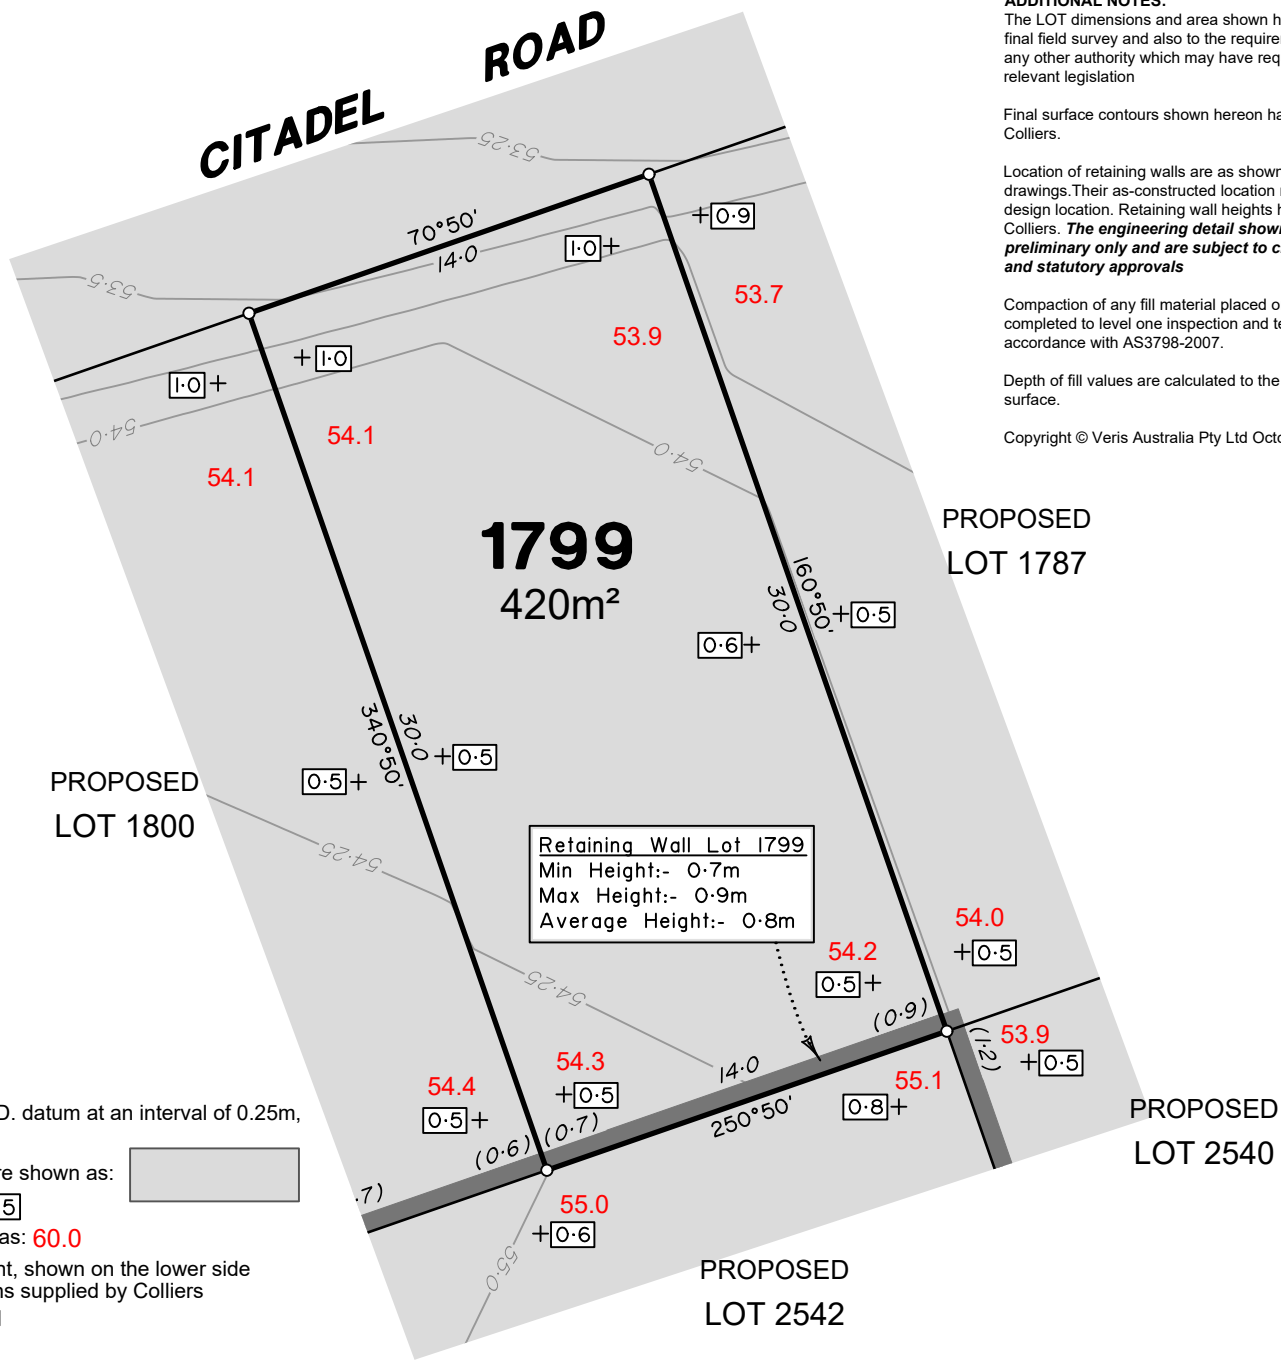 ADDITIONAL NOTES:
The LOT dimensions and area shown
final field survey and also to the
any other authority which may have
relevant legislation
Final surface contours shown hereon
Colliers.
Location of retaining walls are as shown
drawings.Their as-constructed location
design location. Retaining wall heights
Colliers. The engineering detail
preliminary only and are subject to
and statutory approvals
Compaction of any fill material placed
completed to level one inspection and
accordance with AS3798-2007.
Depth of fill values are calculated to the
surface.
Copyright © Veris Australia Pty Ltd
CITADEL ROAD
53·25
70°50'
14·0
1·0
0·9
53·5
53.7
53.9
1·0
1·0
54·0
54.1
54.1
54·0
1799
420m²
PROPOSED
LOT 1787
160°50'
30·0
0·5
0·6
340°50'
30·0
0·5
0·5
PROPOSED
LOT 1800
54·25
Retaining Wall Lot 1799
Min Height:- 0·7m
Max Height:- 0·9m
Average Height:- 0·8m
54.0
0·5
54.2
0·5
54·25
(0·9)
(1·2)
53.9
0·5
54.3
0·5
54.4
0·5
14·0
250°50'
55.1
0·8
(0·6)
(0·7)
55.0
0·6
55·0
PROPOSED
LOT 2540
PROPOSED
LOT 2542
datum at an interval of 0.25m,
shown as:
as: 60.0
shown on the lower side
supplied by Colliers